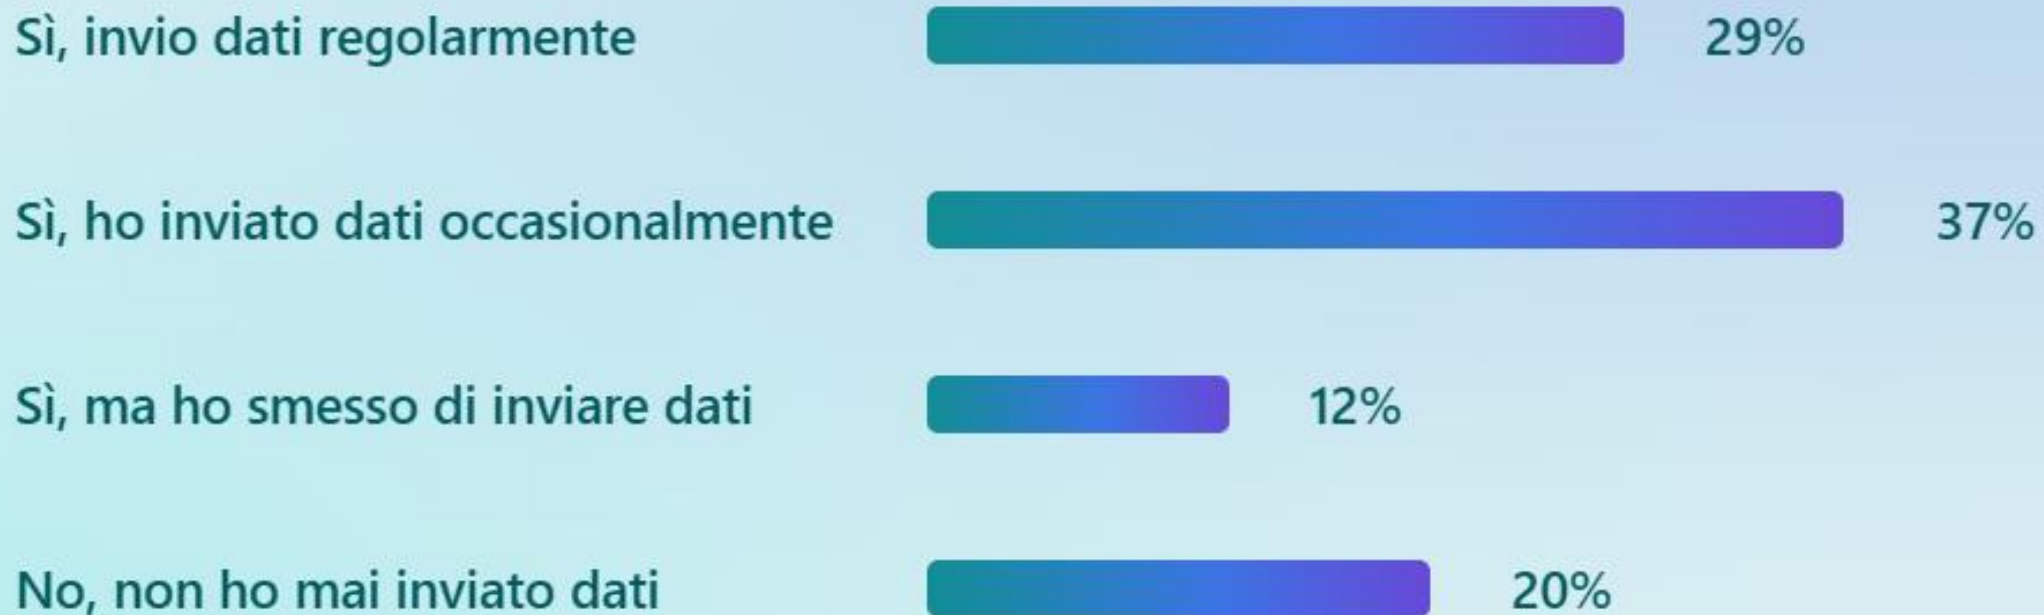 Sì, invio dati regolarmente 29%
Sì, ho inviato dati occasionalmente 37%
Sì, ma ho smesso di inviare dati 12%
No, non ho mai inviato dati 20%